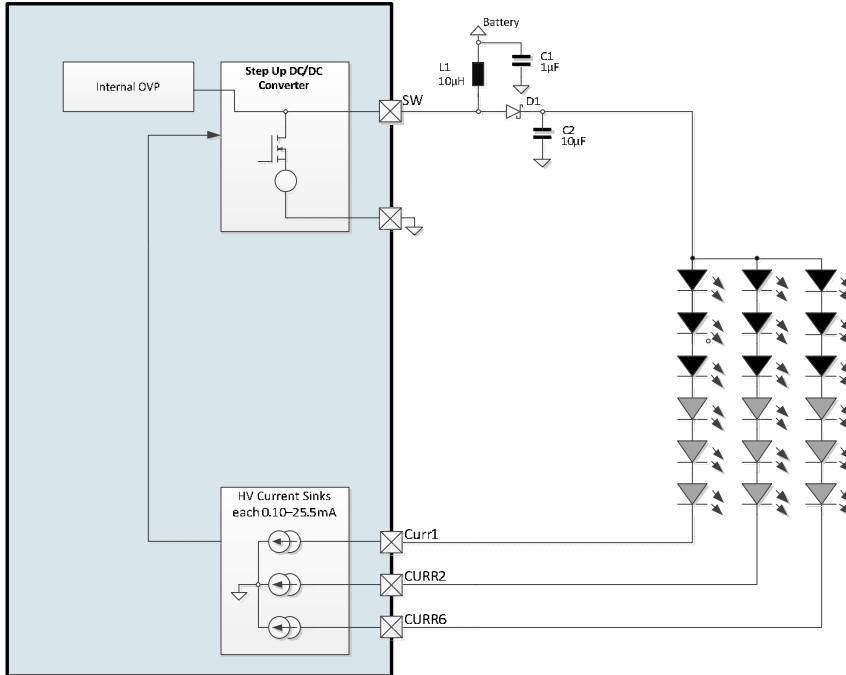 Battery
C1
1µF
L1
10µH
Step Up DC/DC
Converter
Internal OVP
SW
D1
C2
10µF
HV Current Sinks
each 0.10–25.5mA
Curr1
CURR2
CURR6